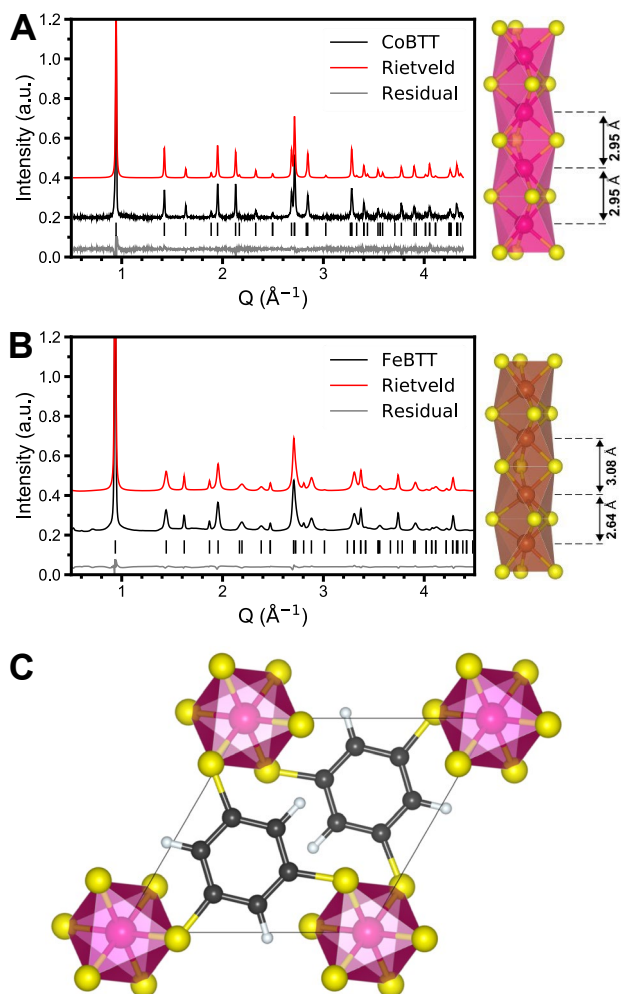 A
Intensity (a.u.)
1.2
1.0
0.8
0.6
0.4
0.2
0.0
CoBTT
Rietveld
Residual
1
2
3
4
Q (Å⁻¹)
2.95 Å
2.95 Å
B
Intensity (a.u.)
1.2
1.0
0.8
0.6
0.4
0.2
0.0
FeBTT
Rietveld
Residual
1
2
3
4
Q (Å⁻¹)
3.08 Å
2.64 Å
C